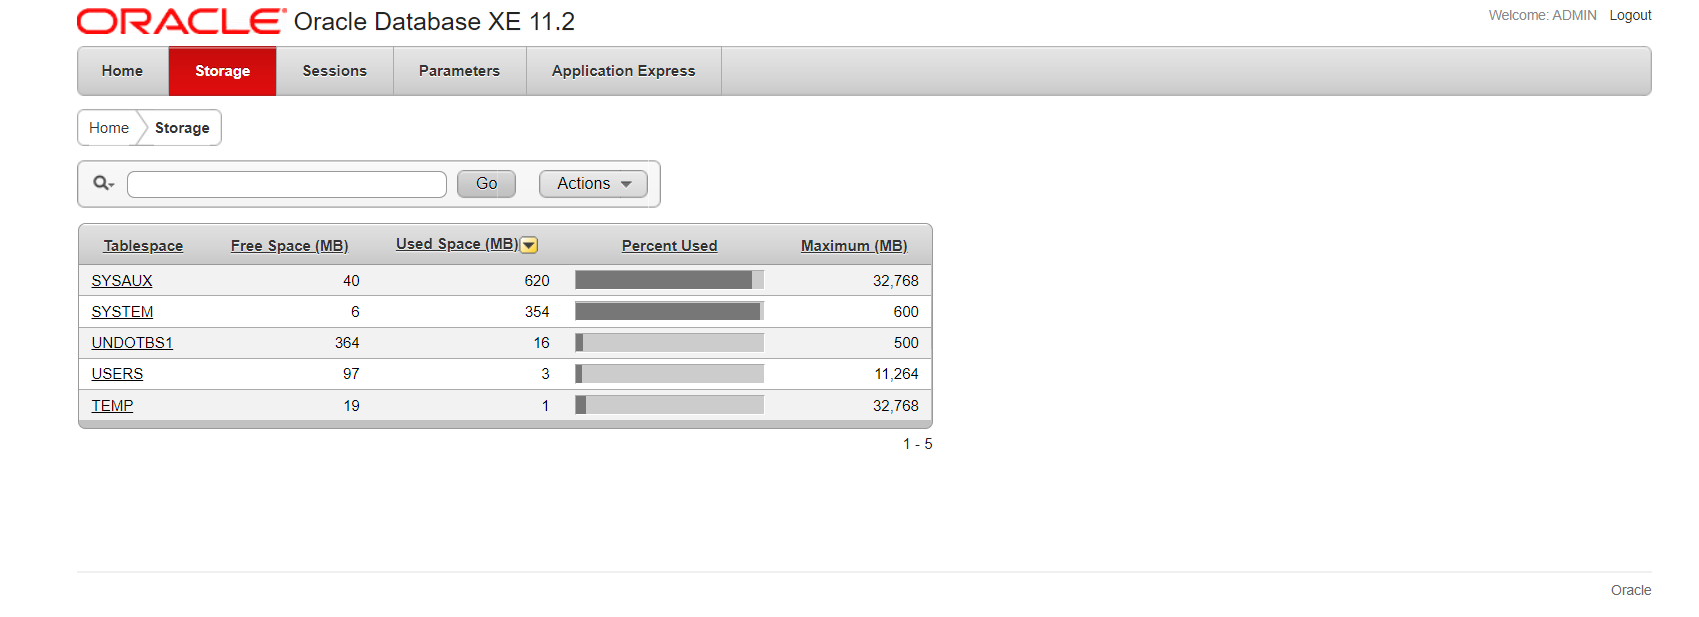 ORACLE Oracle Database XE 11.2
Welcome: ADMIN Logout
Home Storage Sessions Parameters Application Express
Home Storage
Go Actions
Tablespace Free Space (MB) Used Space (MB) Percent Used Maximum (MB)
SYSAUX 40 620 32,768
SYSTEM 6 354 600
UNDOTBS1 364 16 500
USERS 97 3 11,264
TEMP 19 1 32,768
1 - 5
Oracle